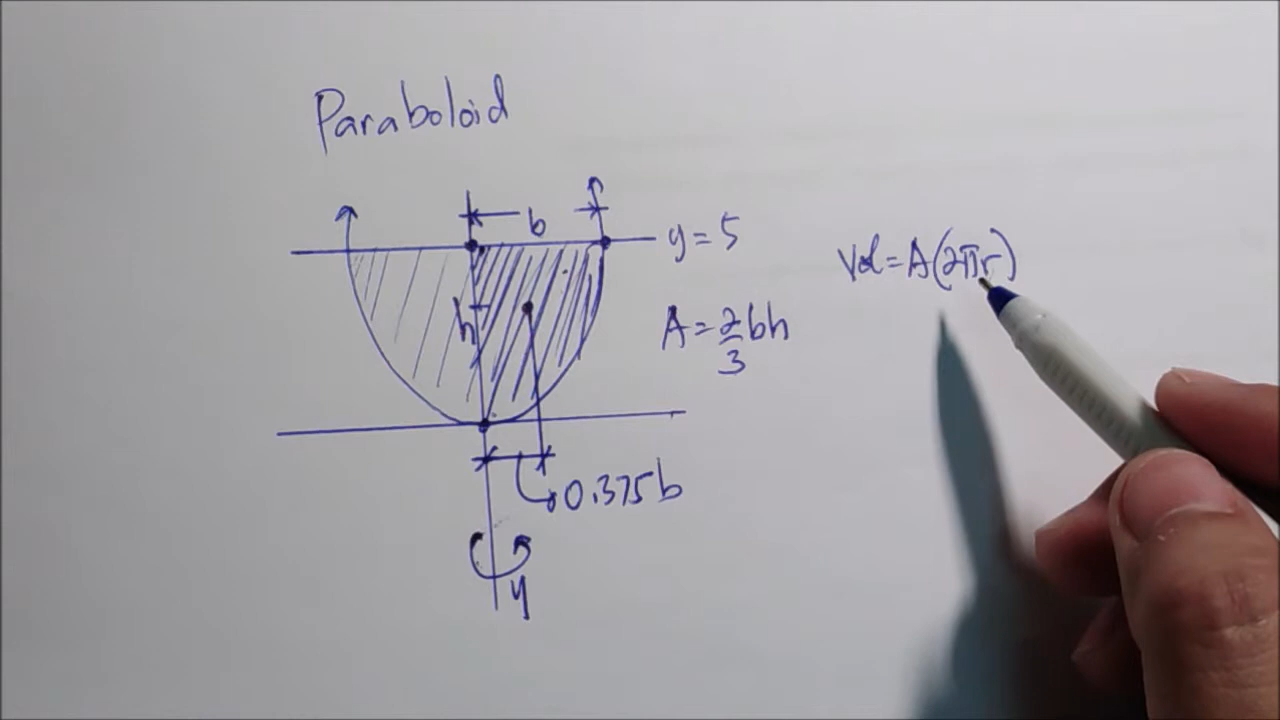 Paraboloid
b
y = 5
Vol = A(2πr)
h
A = 2/3 bh
0.375b
y